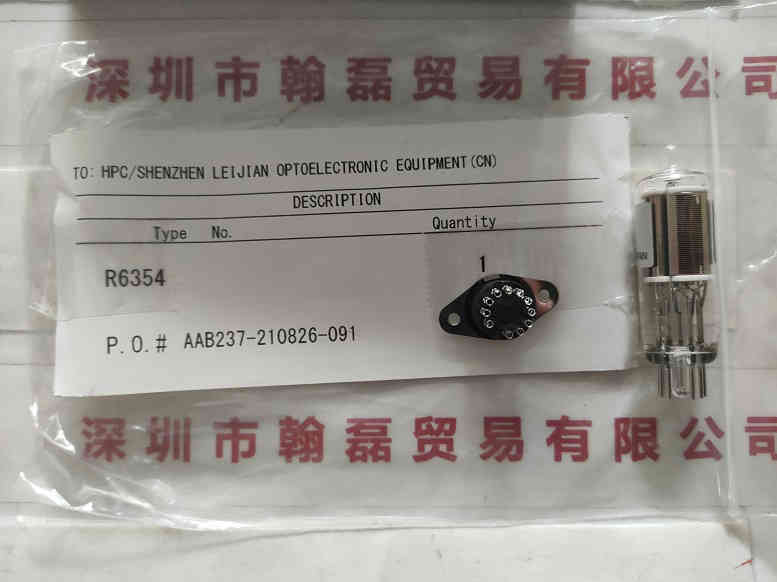 深圳市翰磊贸易有限公司
TO: HPC/SHENZHEN LEIJIAN OPTOELECTRONIC EQUIPMENT(CN)
DESCRIPTION
Type No. Quantity
R6354 1
P.O.# AAB237-210826-091
深圳市翰磊贸易有限公